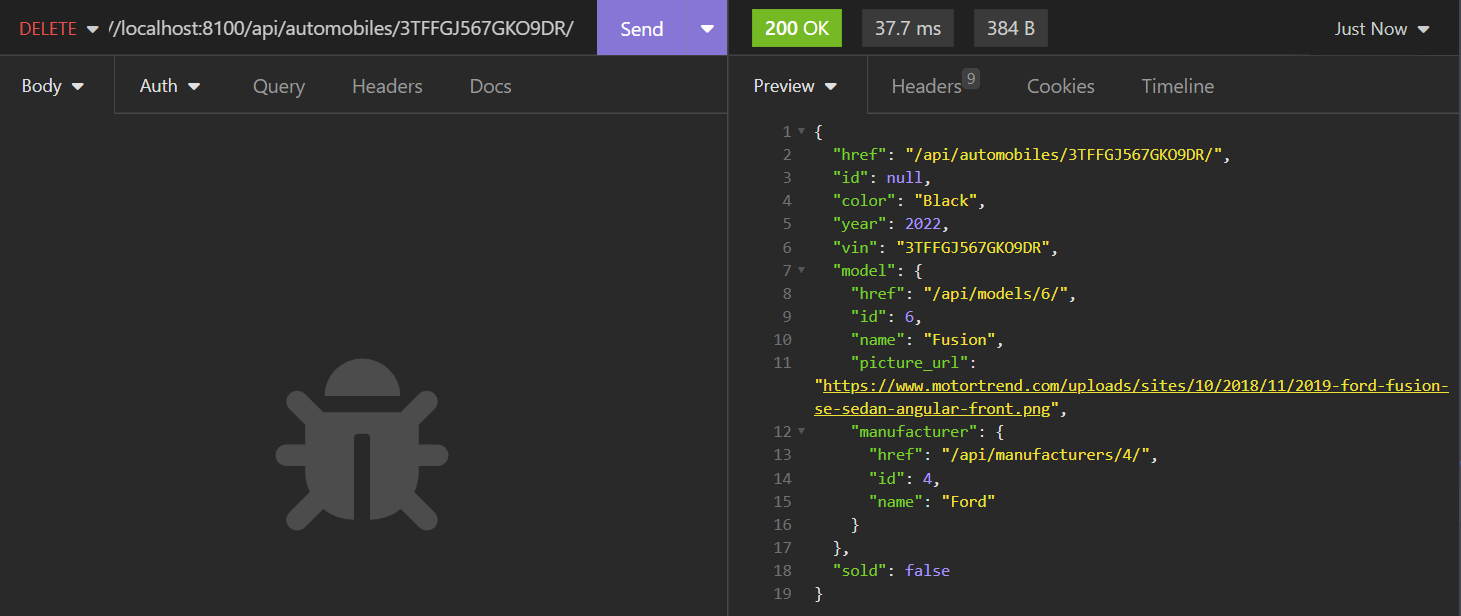 DELETE //localhost:8100/api/automobiles/3TFFGJ567GKO9DR/ Send 200 OK 37.7 ms 384 B Just Now
Body Auth Query Headers Docs Preview Headers 9 Cookies Timeline
1 {
2 "href": "/api/automobiles/3TFFGJ567GKO9DR/",
3 "id": null,
4 "color": "Black",
5 "year": 2022,
6 "vin": "3TFFGJ567GKO9DR",
7 "model": {
8 "href": "/api/models/6/",
9 "id": 6,
10 "name": "Fusion",
11 "picture_url":
"https://www.motortrend.com/uploads/sites/10/2018/11/2019-ford-fusion-
se-sedan-angular-front.png",
12 "manufacturer": {
13 "href": "/api/manufacturers/4/",
14 "id": 4,
15 "name": "Ford"
16 }
17 },
18 "sold": false
19 }